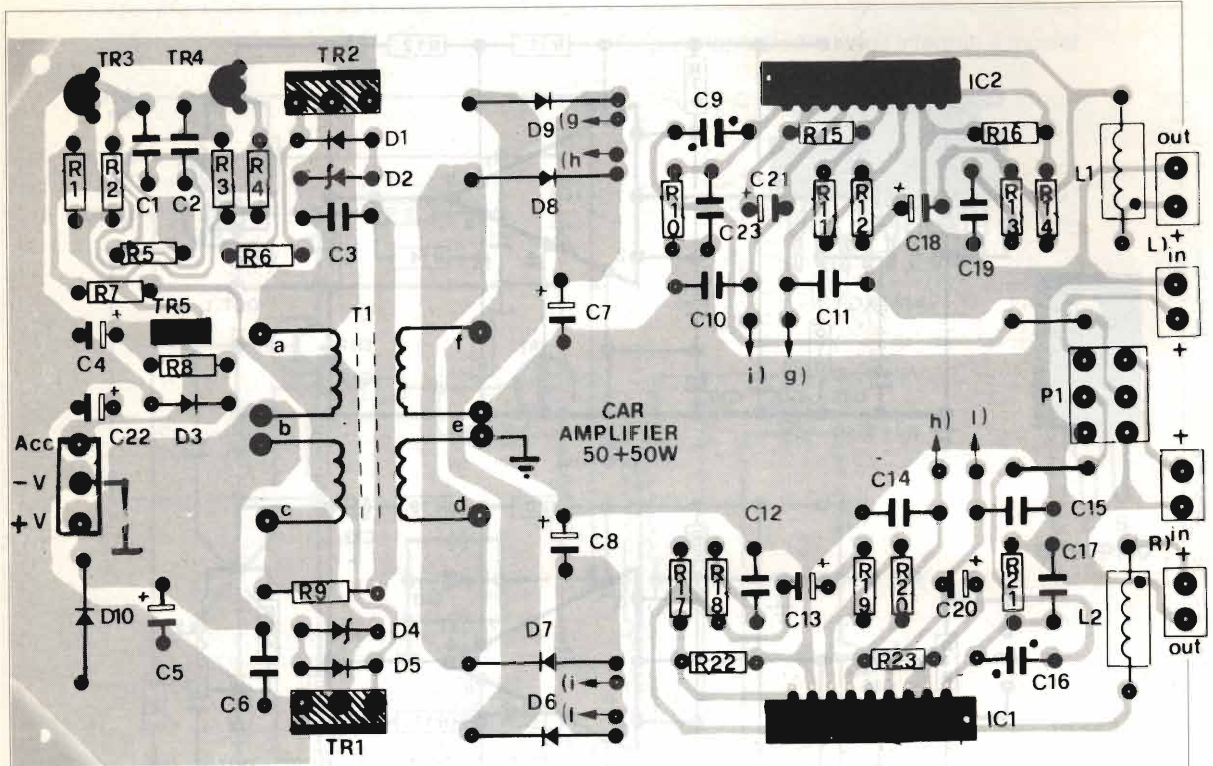 TR3
TR4
TR2
IC2
C9
D9
(g
R15
R16
out
D1
(h
L1
R1
R2
R3
R4
D2
D8
R10
C21
+
R11
R12
+
R13
R14
C1
C2
C23
C18
+
R5
R6
C3
L)
in
C19
R7
+
C7
C10
C11
TR5
T1
C4
+
a
f
i)
g)
+
R8
P1
CAR
AMPLIFIER
50+50W
b
e
h)
l)
+
+
C22
D3
Acc
C14
- V
c
d
C15
+ V
+
C8
C12
C17
R)
in
+
R9
R17
R18
+
C13
R19
R20
+
C20
R21
D10
+
D4
D7
L2
C5
D5
R22
R23
out
C6
(i
C16
D6
(l
TR1
IC1